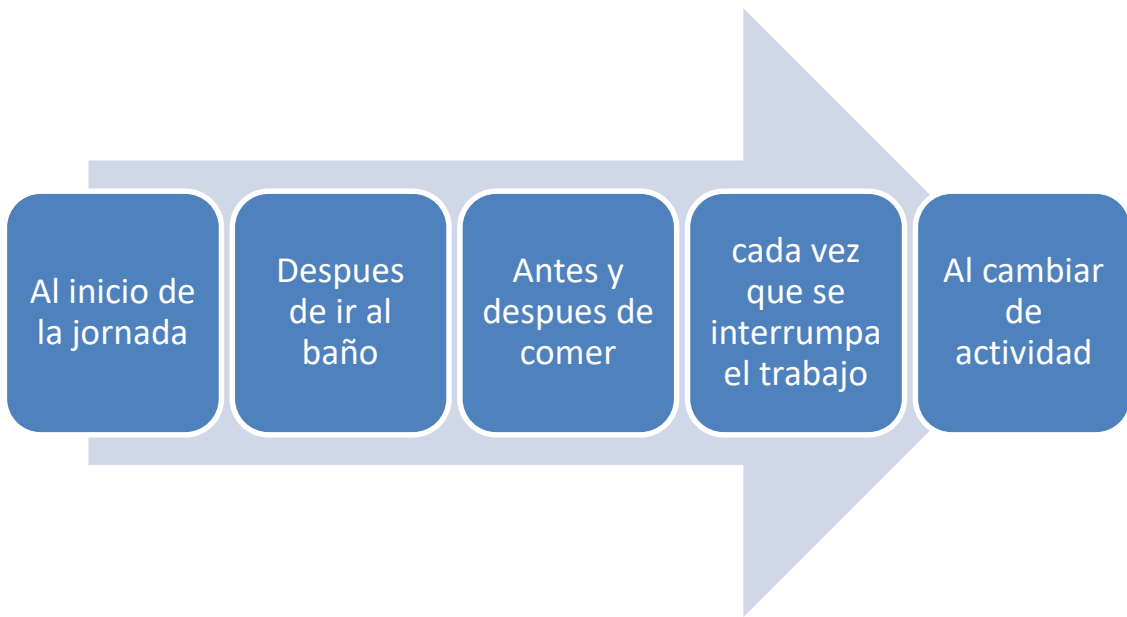 Al inicio de
la jornada
Despues
de ir al
baño
Antes y
despues de
comer
cada vez
que se
interrumpa
el trabajo
Al cambiar
de
actividad